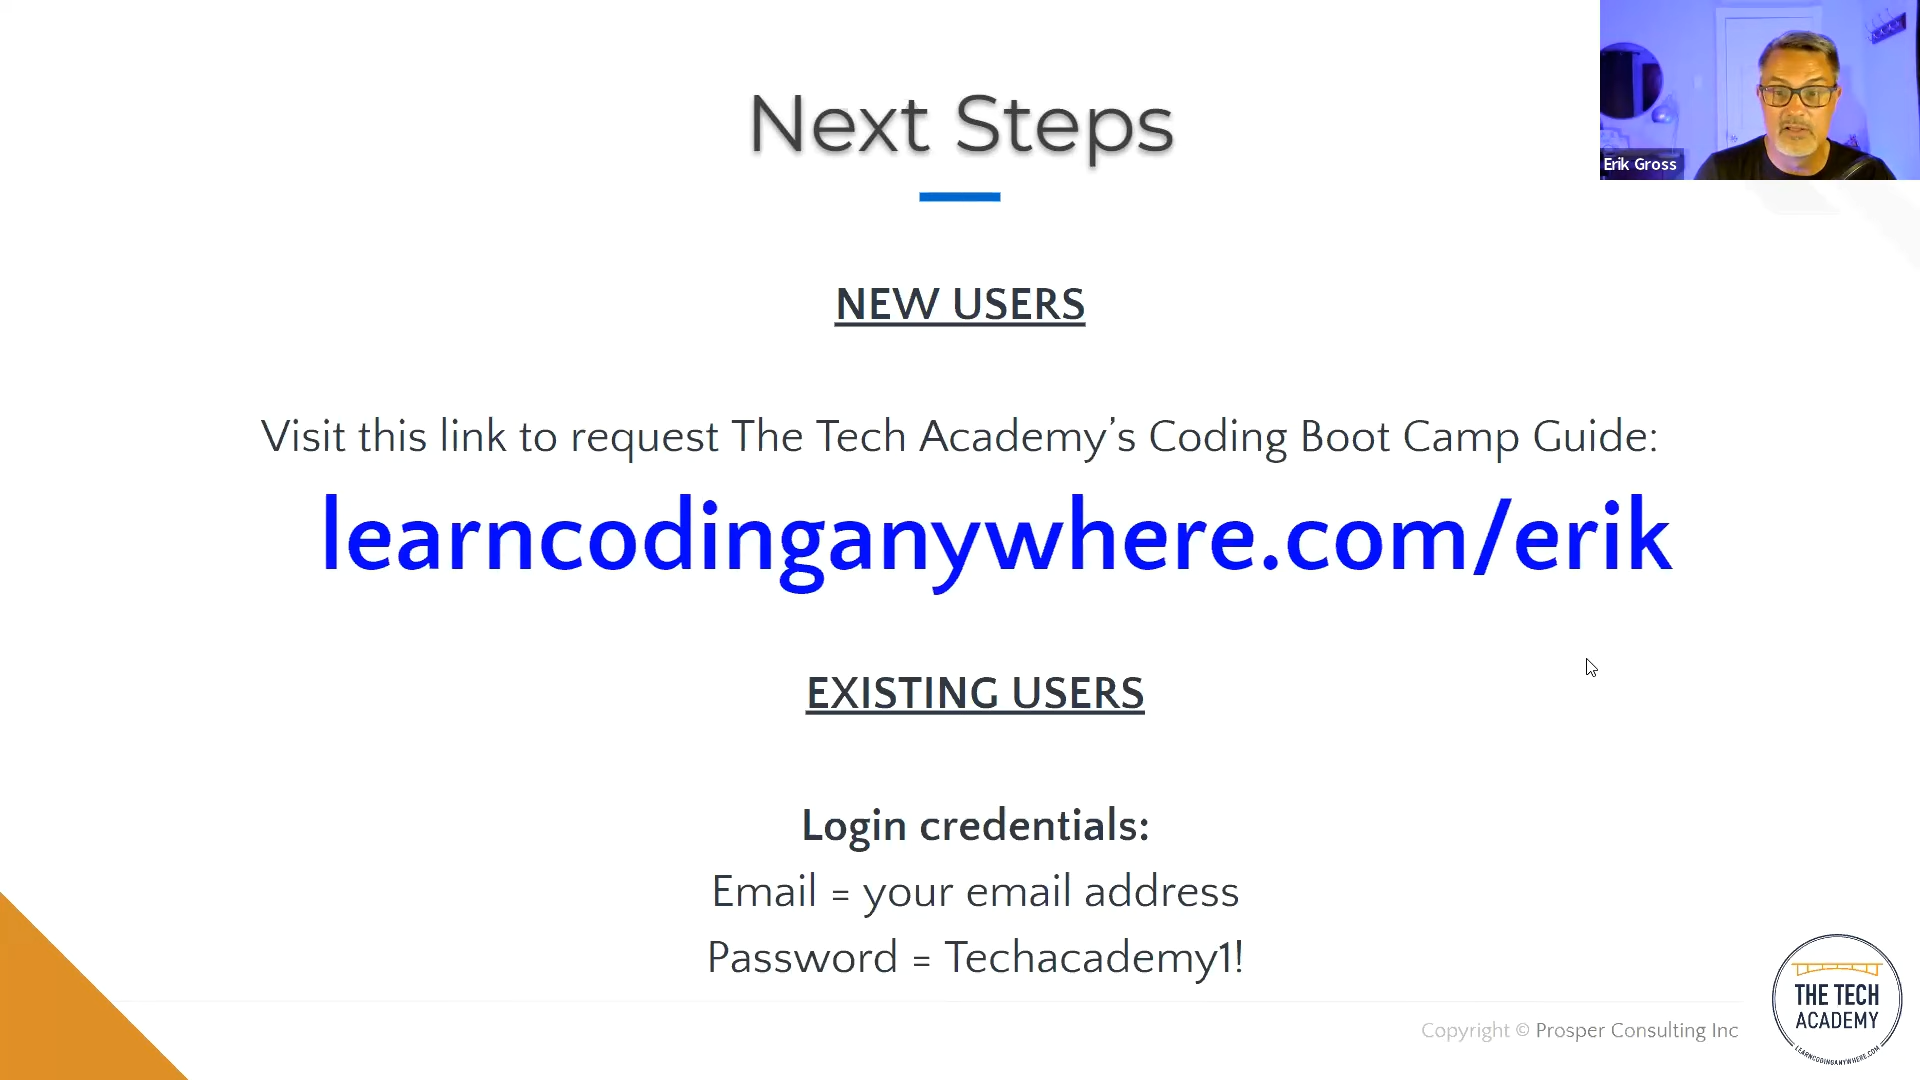 Next Steps
Erik Gross
NEW USERS
Visit this link to request The Tech Academy’s Coding Boot Camp Guide:
learncodinganywhere.com/erik
EXISTING USERS
Login credentials:
Email = your email address
Password = Techacademy1!
THE TECH
ACADEMY
LEARNCODINGANYWHERE.COM
Copyright © Prosper Consulting Inc